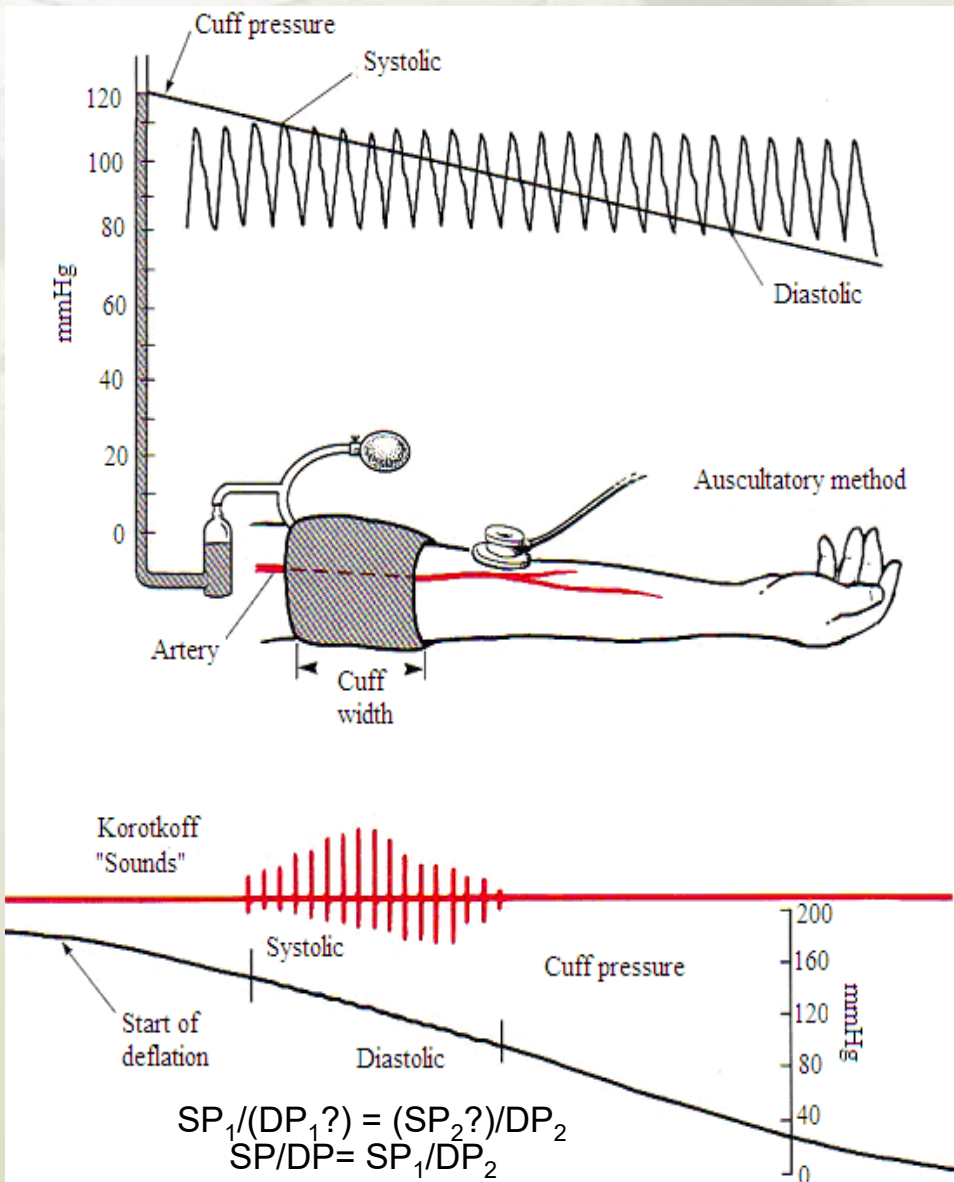 Cuff pressure
Systolic
120
100
80
60
40
20
0
mmHg
Diastolic
Auscultatory method
Artery
Cuff
width
Korotkoff
"Sounds"
Systolic
Cuff pressure
Start of
deflation
Diastolic
200
160
120
80
40
0
mmHg
SP₁/(DP₁?) = (SP₂?)/DP₂
SP/DP= SP₁/DP₂